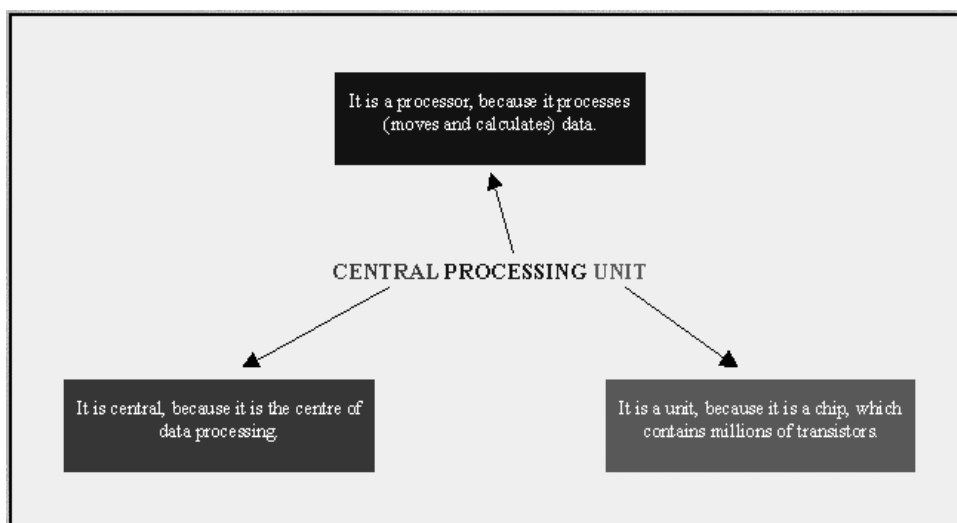 It is a processor, because it processes
(moves and calculates) data.
CENTRAL PROCESSING UNIT
It is central, because it is the centre of
data processing.
It is a unit, because it is a chip, which
contains millions of transistors.